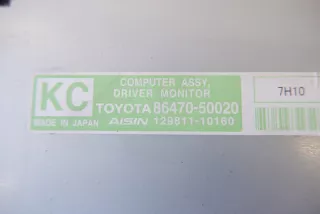 KC
COMPUTER ASSY,
DRIVER MONITOR
TOYOTA 86470-50020
MADE IN JAPAN AISIN 129811-10160
7H10